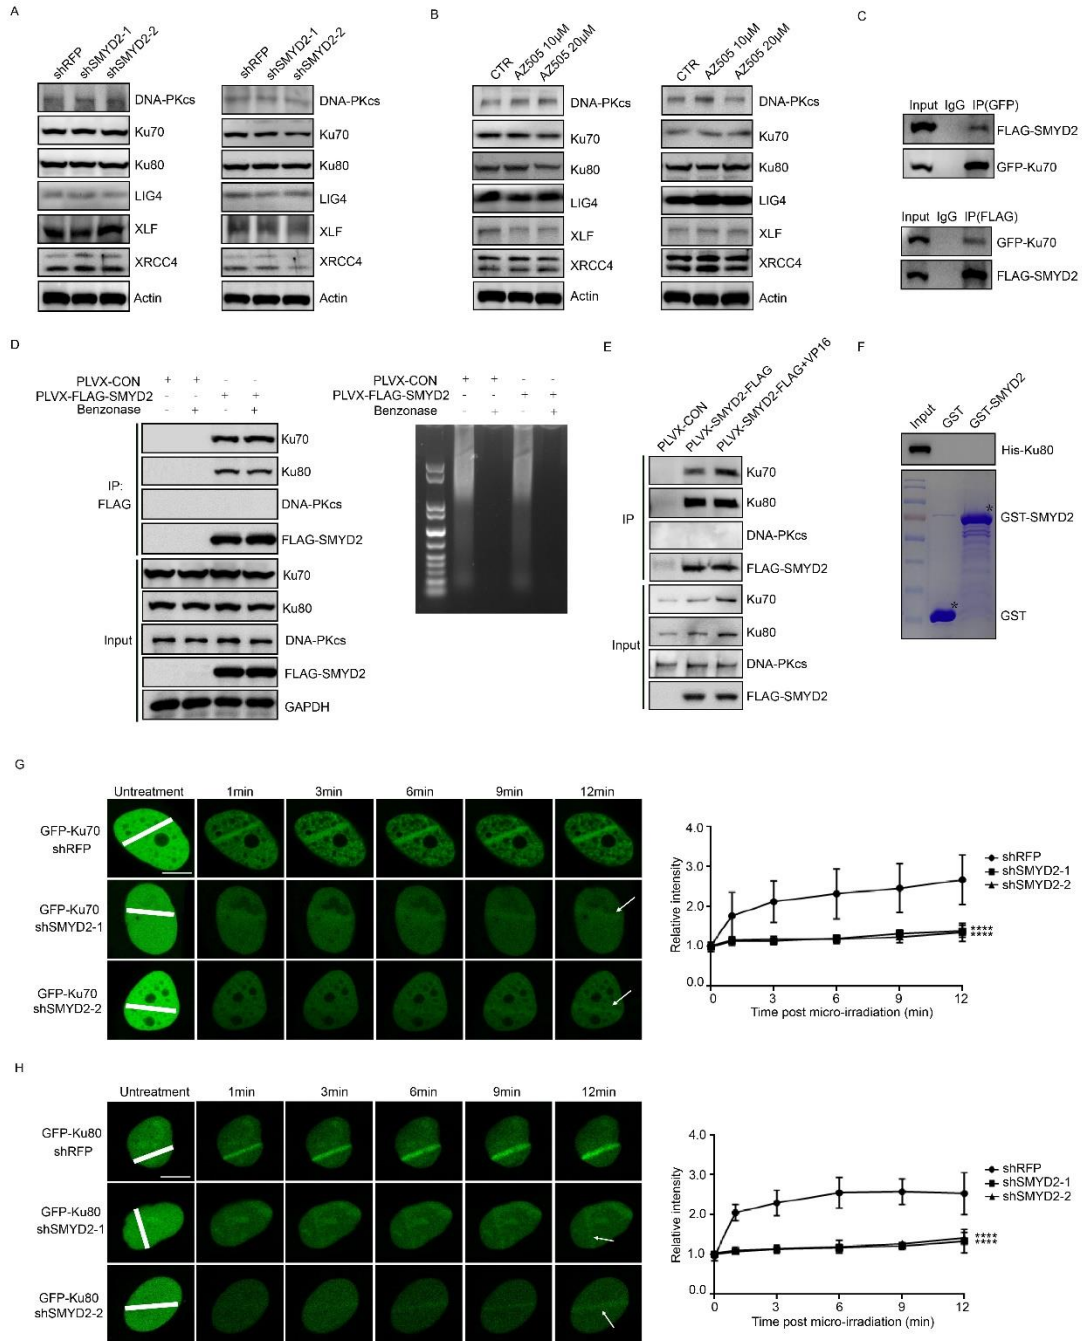 A
shRFP
shSMYD2-1
shSMYD2-2
DNA-PKcs
Ku70
Ku80
LIG4
XLF
XRCC4
Actin
shRFP
shSMYD2-1
shSMYD2-2
DNA-PKcs
Ku70
Ku80
LIG4
XLF
XRCC4
Actin
B
CTR
AZ505 10μM
AZ505 20μM
DNA-PKcs
Ku70
Ku80
LIG4
XLF
XRCC4
Actin
CTR
AZ505 10μM
AZ505 20μM
DNA-PKcs
Ku70
Ku80
LIG4
XLF
XRCC4
Actin
C
Input IgG IP(GFP)
FLAG-SMYD2
GFP-Ku70
Input IgG IP(FLAG)
GFP-Ku70
FLAG-SMYD2
D
PLVX-CON + + - -
PLVX-FLAG-SMYD2 - - + +
Benzonase - + - +
IP:
FLAG
Ku70
Ku80
DNA-PKcs
FLAG-SMYD2
Input
Ku70
Ku80
DNA-PKcs
FLAG-SMYD2
GAPDH
PLVX-CON + + - -
PLVX-FLAG-SMYD2 - - + +
Benzonase - + - +
E
PLVX-CON
PLVX-SMYD2-FLAG
PLVX-SMYD2-FLAG+VP16
IP
Ku70
Ku80
DNA-PKcs
FLAG-SMYD2
Input
Ku70
Ku80
DNA-PKcs
FLAG-SMYD2
F
Input
GST
GST-SMYD2
His-Ku80
*
GST-SMYD2
*
GST
G
Untreatment 1min 3min 6min 9min 12min
GFP-Ku70
shRFP
GFP-Ku70
shSMYD2-1
GFP-Ku70
shSMYD2-2
Relative intensity
4.0
3.0
2.0
1.0
0.0
0 3 6 9 12
Time post micro-irradiation (min)
shRFP
shSMYD2-1
shSMYD2-2
****
****
H
Untreatment 1min 3min 6min 9min 12min
GFP-Ku80
shRFP
GFP-Ku80
shSMYD2-1
GFP-Ku80
shSMYD2-2
Relative intensity
4.0
3.0
2.0
1.0
0.0
0 3 6 9 12
Time post micro-irradiation (min)
shRFP
shSMYD2-1
shSMYD2-2
****
****